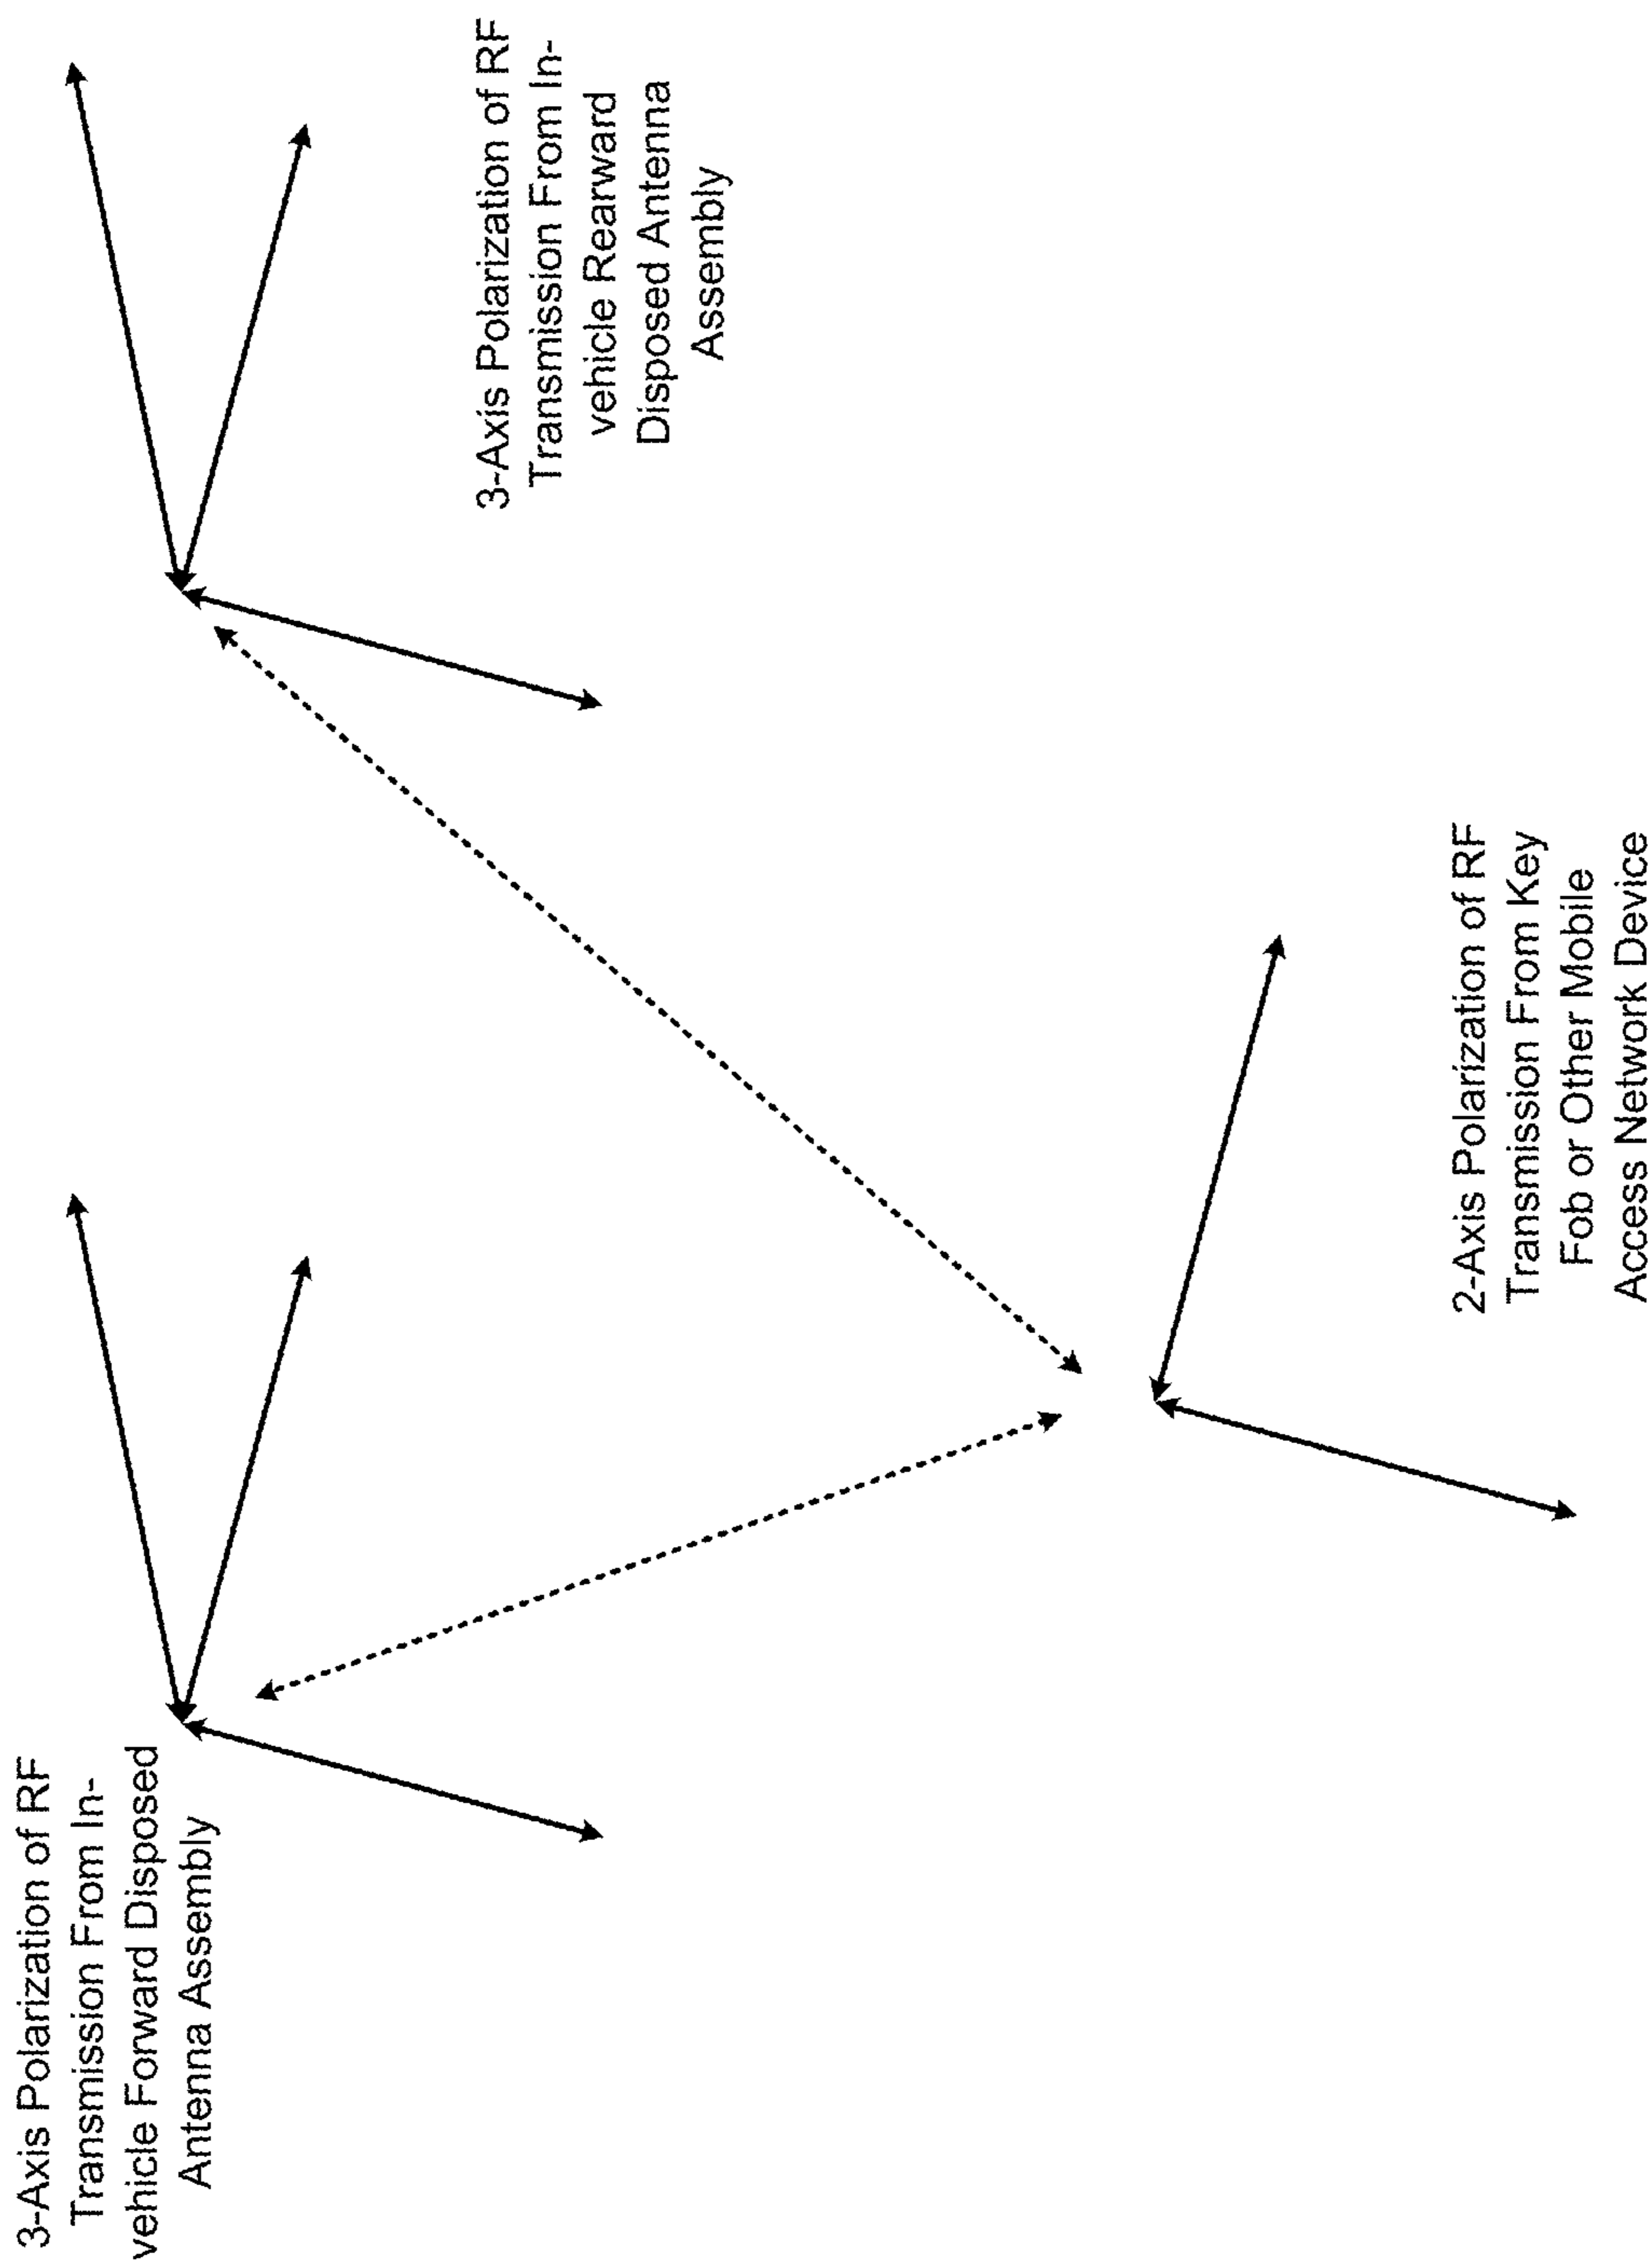 3-Axis Polarization of RF
Transmission From In-
vehicle Forward Disposed
Antenna Assembly
3-Axis Polarization of RF
Transmission From In-
vehicle Rearward
Disposed Antenna
Assembly
2-Axis Polarization of RF
Transmission From Key
Fob or Other Mobile
Access Network Device